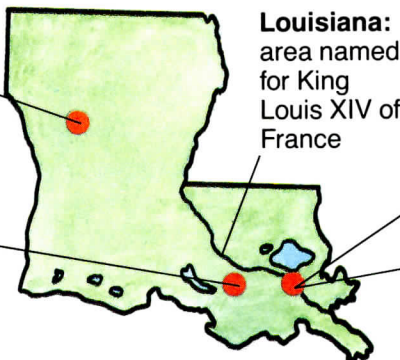 Louisiana:
area named
for King
Louis XIV of
France